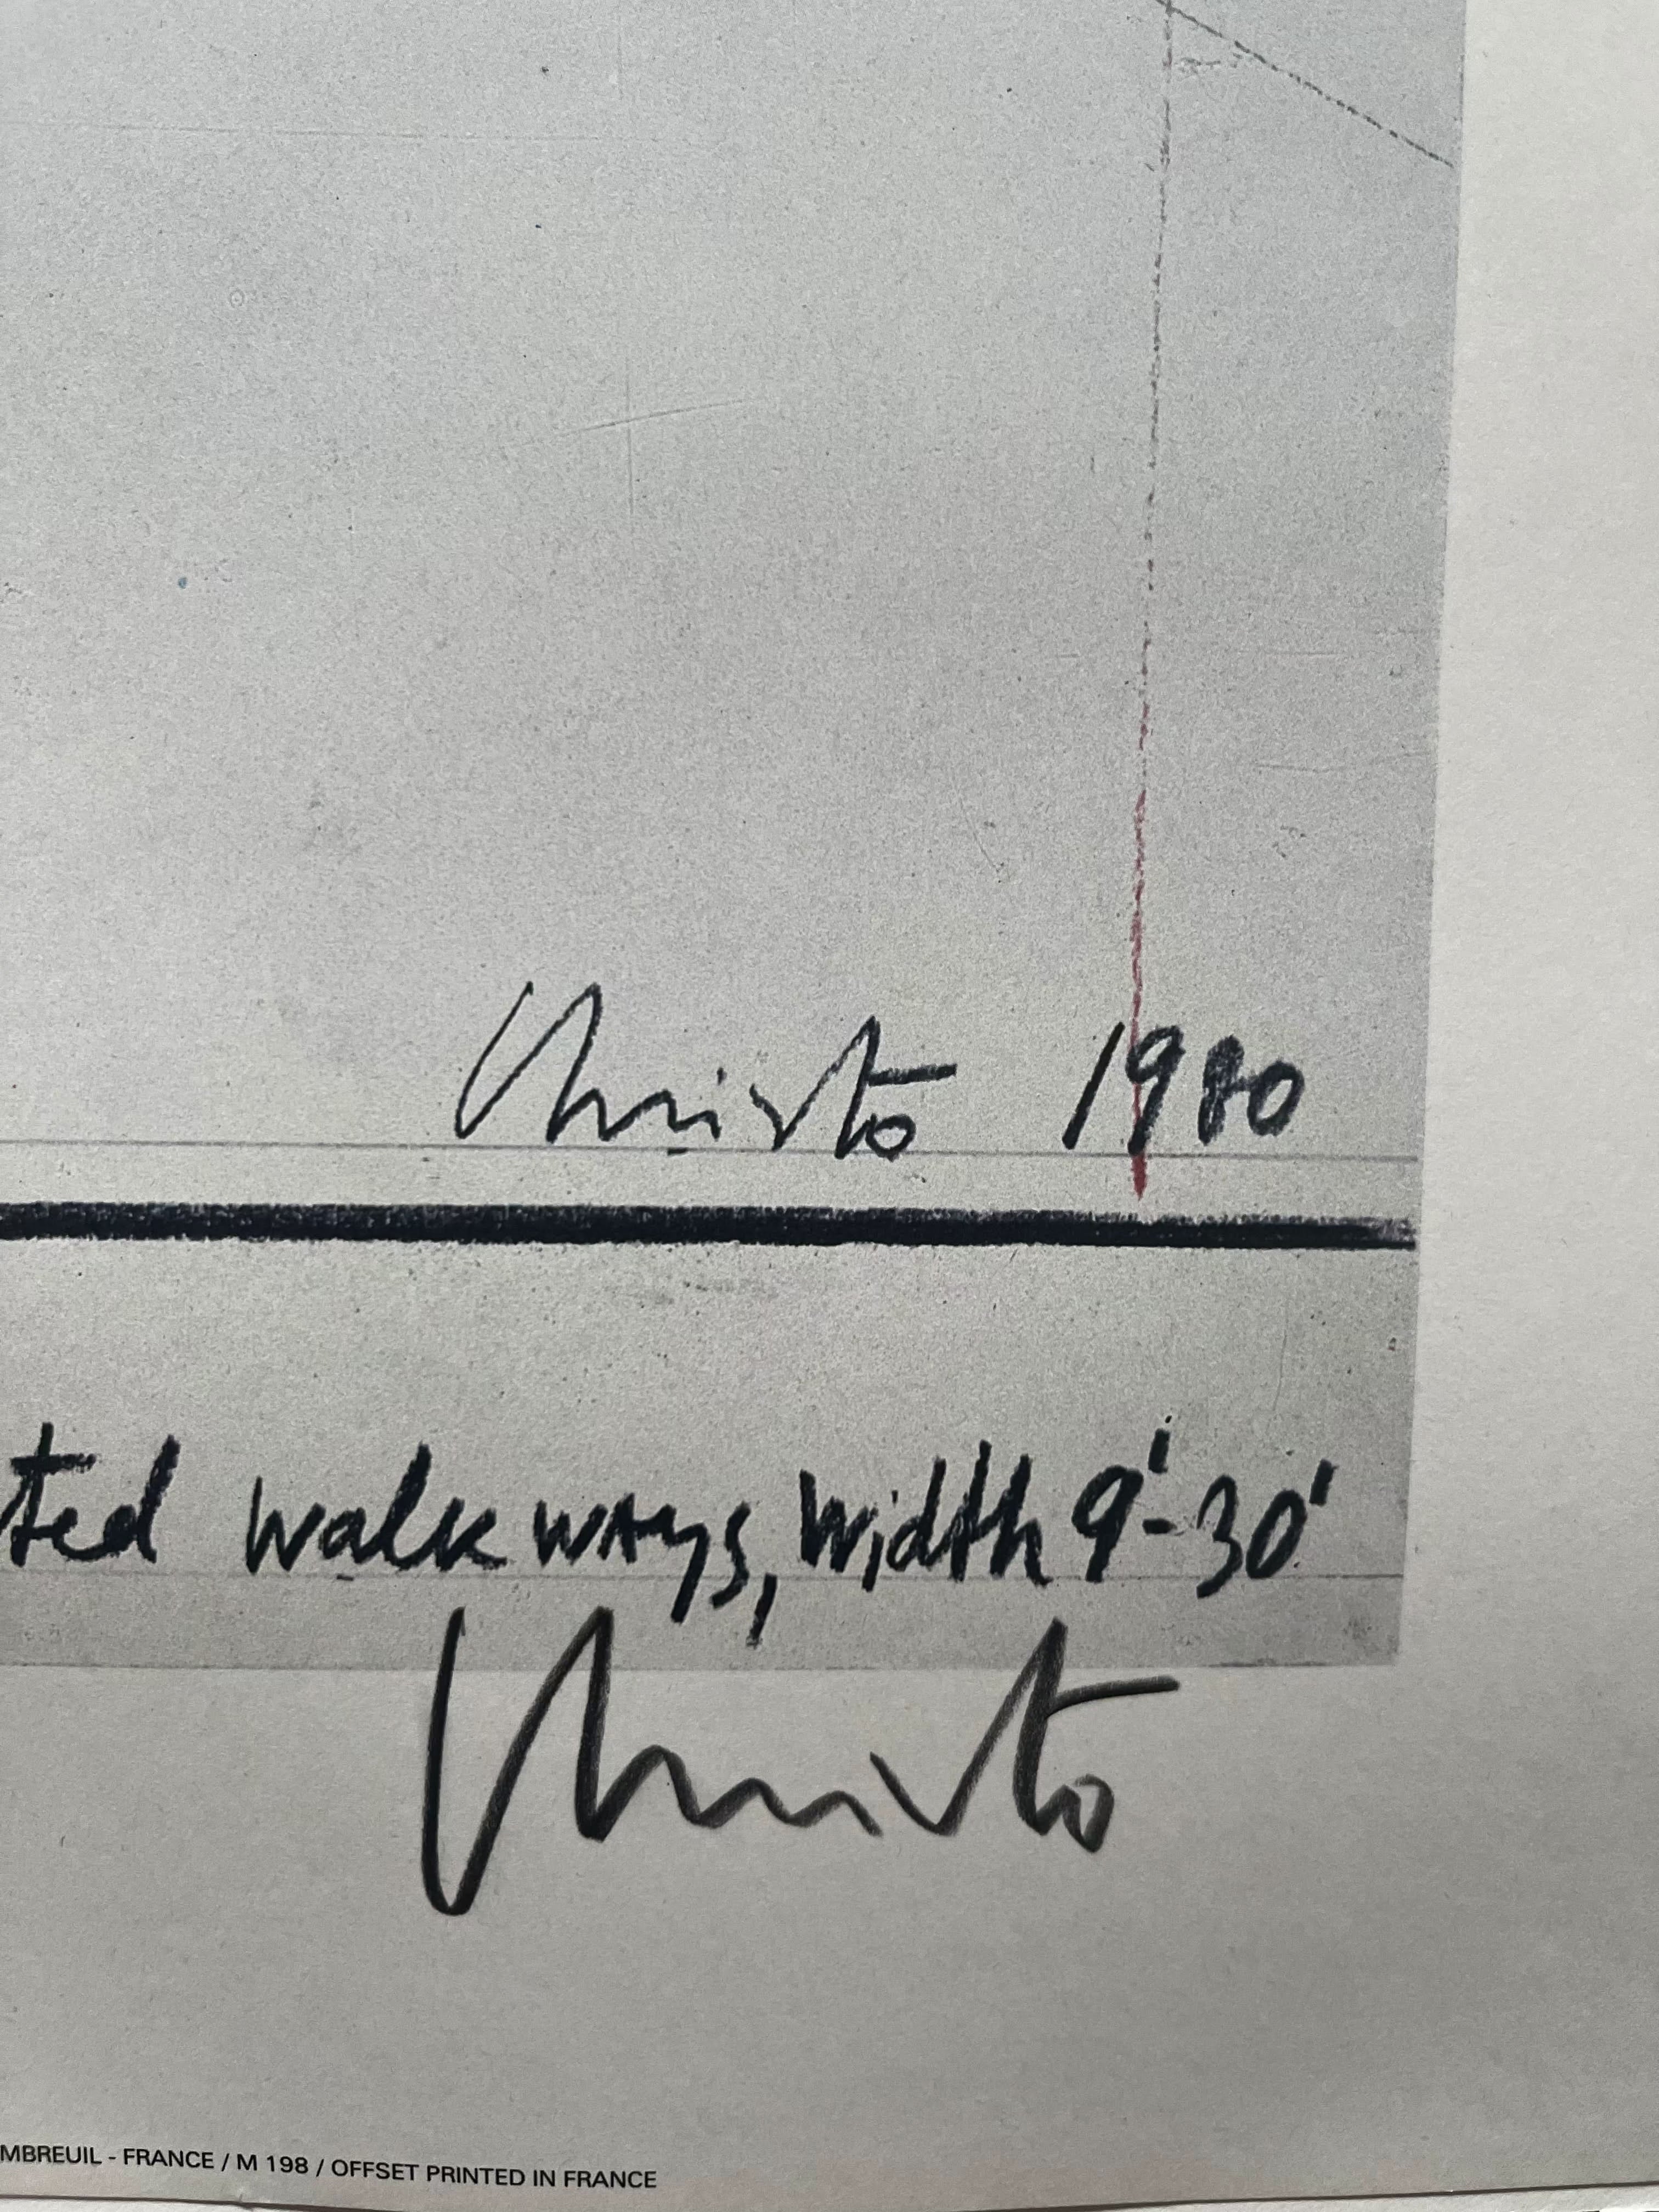 Christo 1980
ted walkways, width 9'-30'
Christo
MBREUIL - FRANCE / M 198 / OFFSET PRINTED IN FRANCE